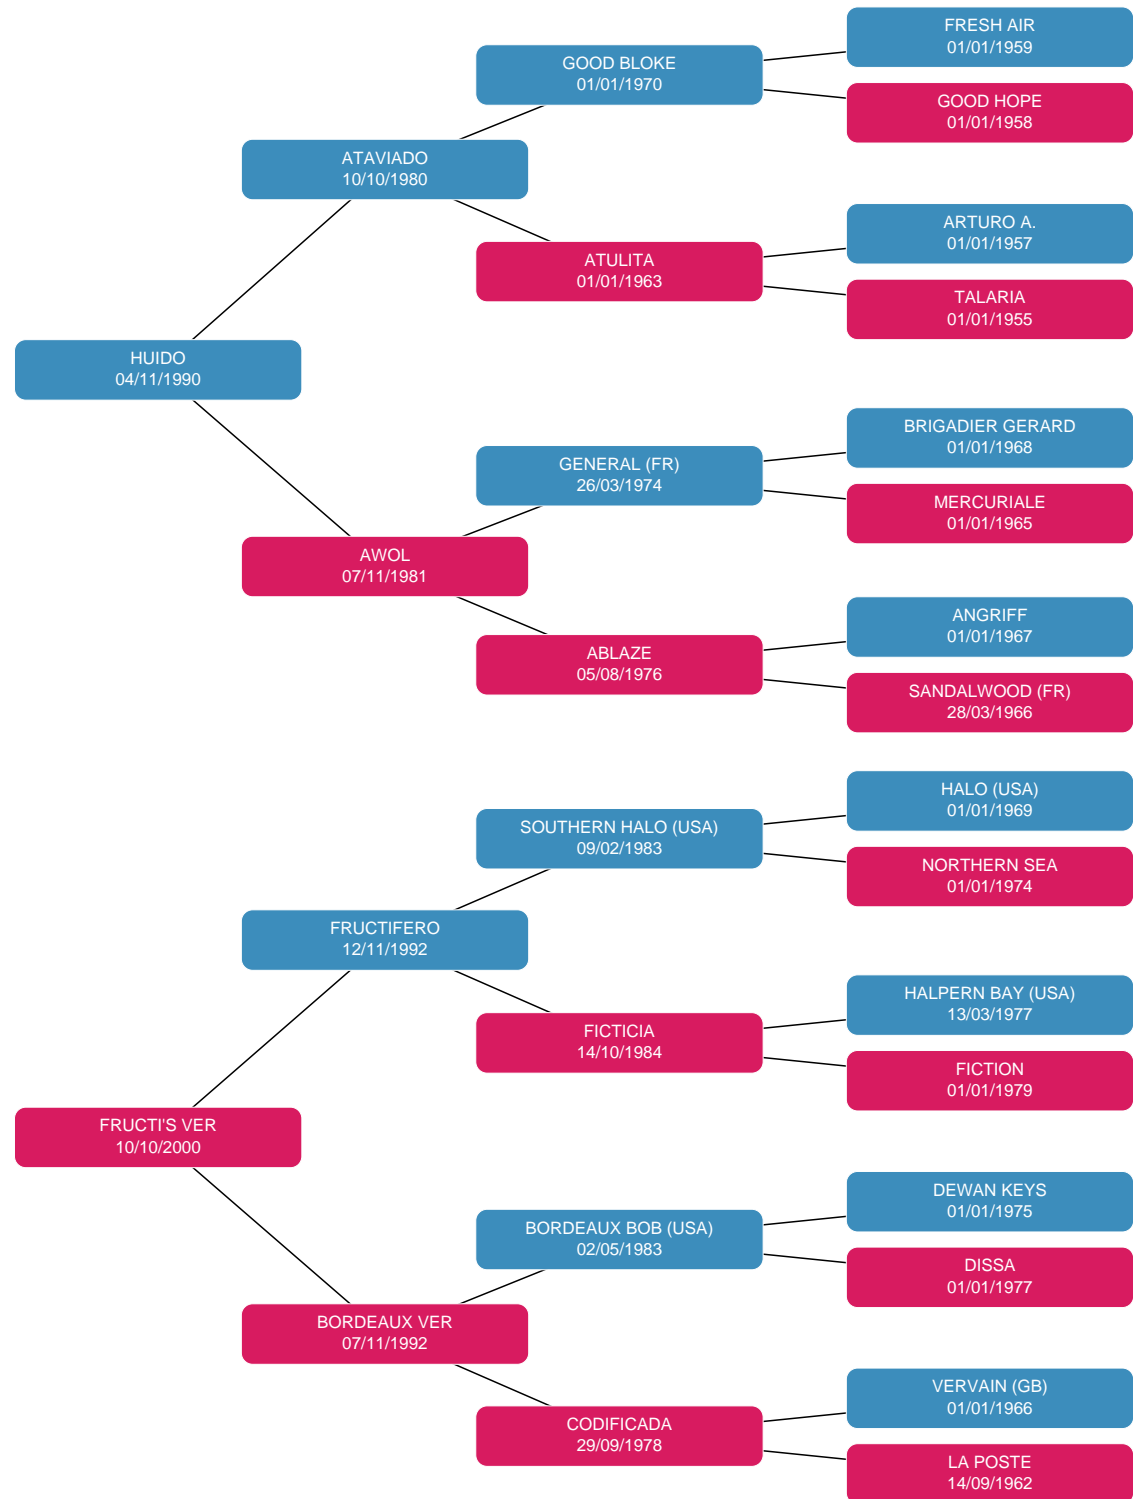 FRESH AIR
01/01/1959
GOOD BLOKE
01/01/1970
GOOD HOPE
01/01/1958
ATAVIADO
10/10/1980
ARTURO A.
01/01/1957
ATULITA
01/01/1963
TALARIA
01/01/1955
HUIDO
04/11/1990
BRIGADIER GERARD
01/01/1968
GENERAL (FR)
26/03/1974
MERCURIALE
01/01/1965
AWOL
07/11/1981
ANGRIFF
01/01/1967
ABLAZE
05/08/1976
SANDALWOOD (FR)
28/03/1966
HALO (USA)
01/01/1969
SOUTHERN HALO (USA)
09/02/1983
NORTHERN SEA
01/01/1974
FRUCTIFERO
12/11/1992
HALPERN BAY (USA)
13/03/1977
FICTICIA
14/10/1984
FICTION
01/01/1979
FRUCTI'S VER
10/10/2000
DEWAN KEYS
01/01/1975
BORDEAUX BOB (USA)
02/05/1983
DISSA
01/01/1977
BORDEAUX VER
07/11/1992
VERVAIN (GB)
01/01/1966
CODIFICADA
29/09/1978
LA POSTE
14/09/1962